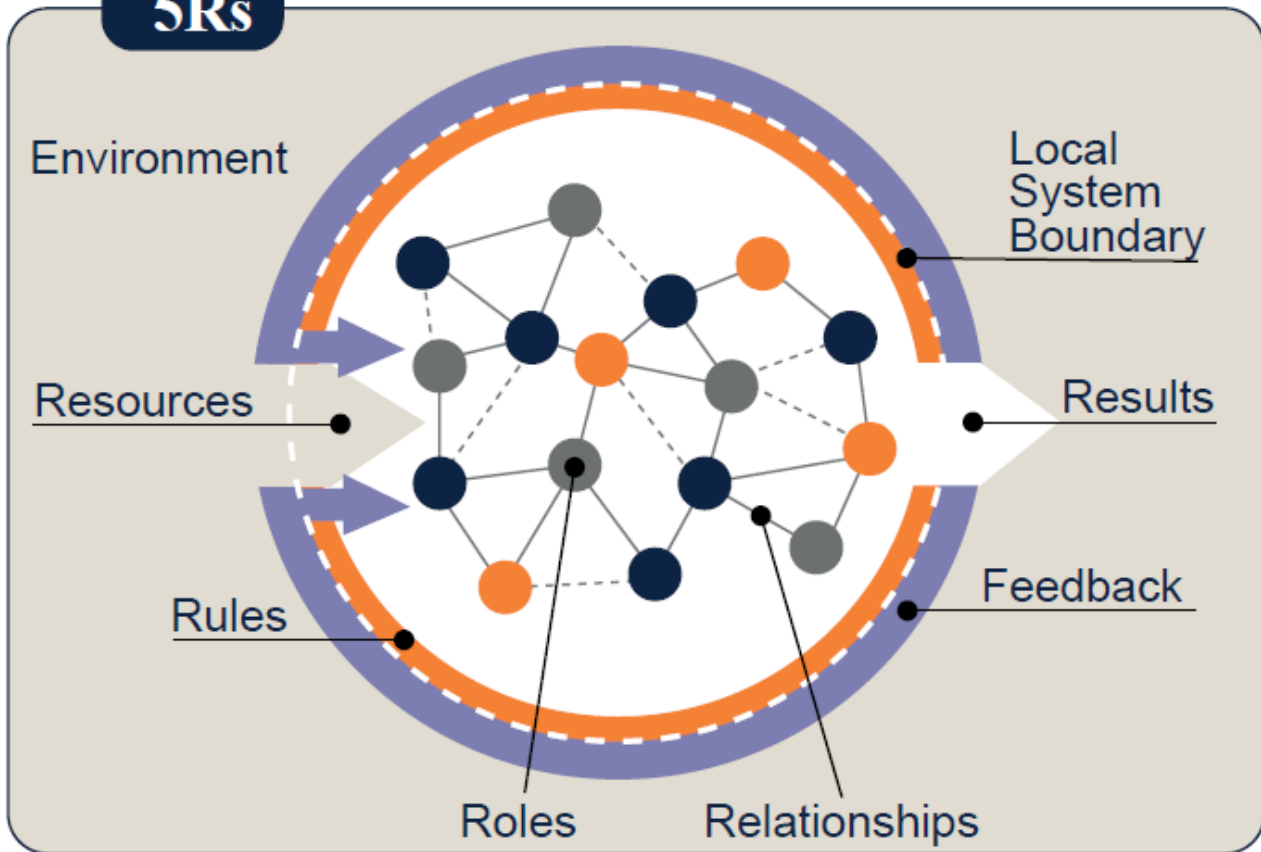 5Rs
Environment
Local
System
Boundary
Resources
Results
Feedback
Rules
Roles
Relationships